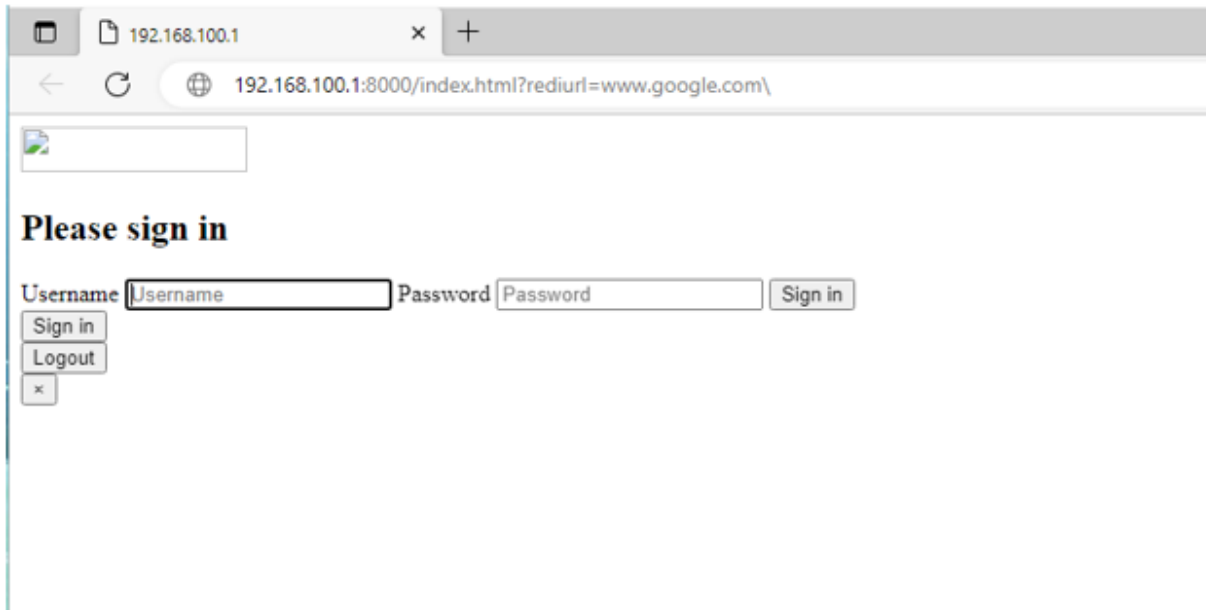 192.168.100.1
192.168.100.1:8000/index.html?rediurl=www.google.com\
Please sign in
Username Username Password Password Sign in
Sign in
Logout
×